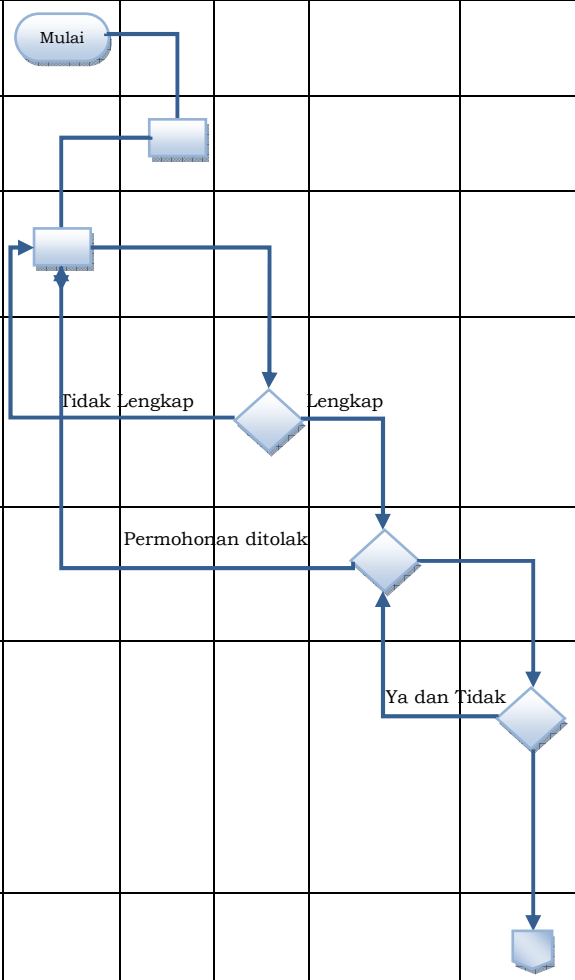 Mulai
Tidak Lengkap
Lengkap
Permohonan ditolak
Ya dan Tidak